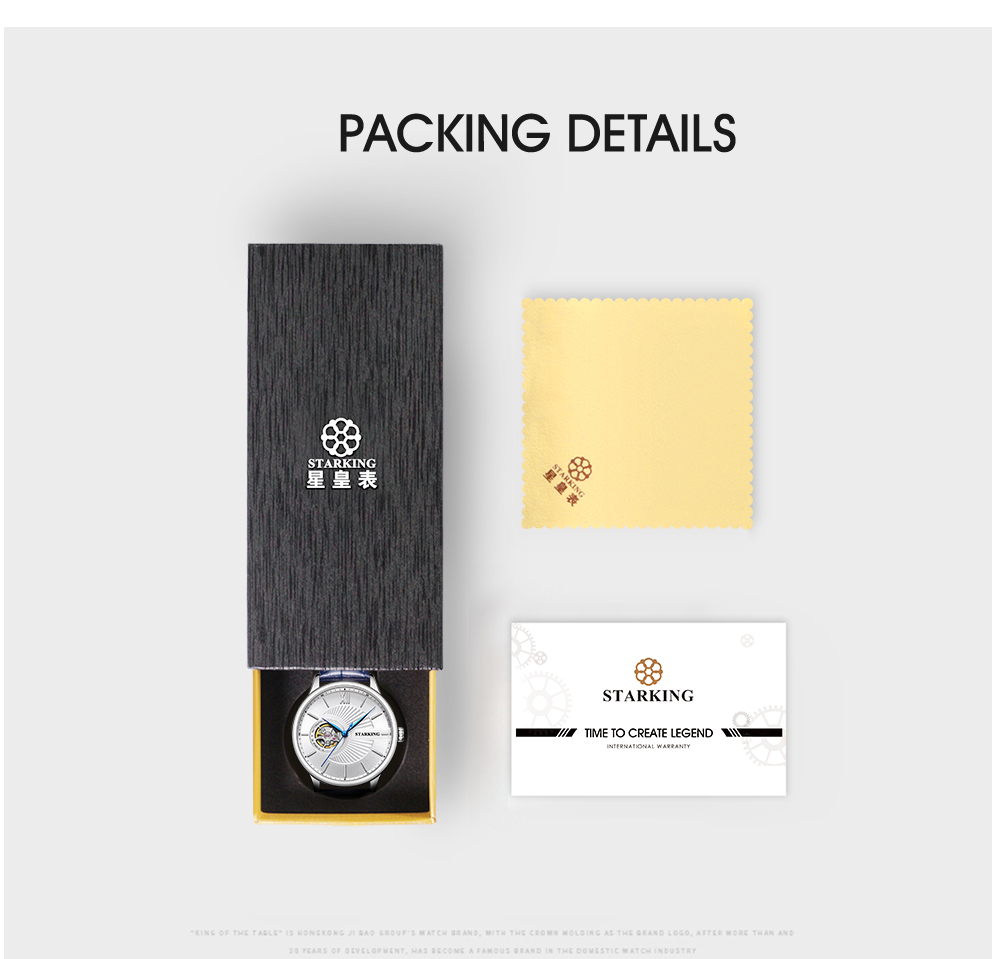 PACKING DETAILS
STARKING
星皇表
STARKING
星皇表
STARKING
STARKING
TIME TO CREATE LEGEND
INTERNATIONAL WARRANTY
"KING OF THE TABLE" IS HONGKONG JI BAO GROUP'S WATCH BRAND, WITH THE CROWN MOLDING AS THE BRAND LOGO, AFTER MORE THAN AND
20 YEARS OF DEVELOPMENT, HAS BECOME A FAMOUS BRAND IN THE DOMESTIC WATCH INDUSTRY